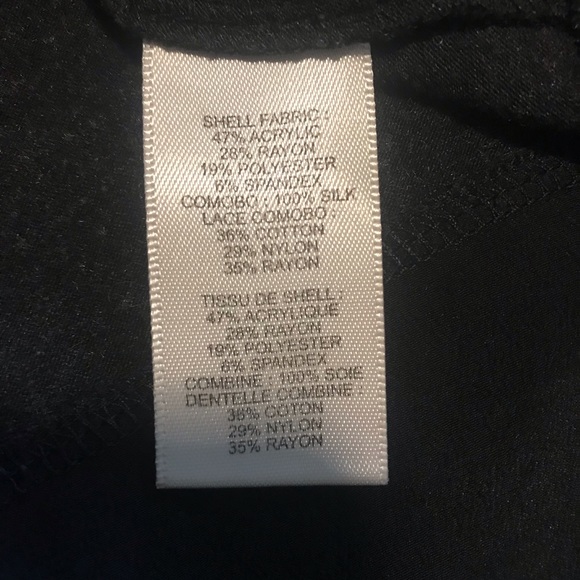 SHELL FABRIC :
47% ACRYLIC
28% RAYON
19% POLYESTER
6% SPANDEX
COMOBO : 100% SILK
LACE COMOBO :
36% COTTON
29% NYLON
35% RAYON
TISSU DE SHELL :
47% ACRYLIQUE
28% RAYON
19% POLYESTER
6% SPANDEX
COMBINE : 100% SOIE
DENTELLE COMBINE :
36% COTON
29% NYLON
35% RAYON